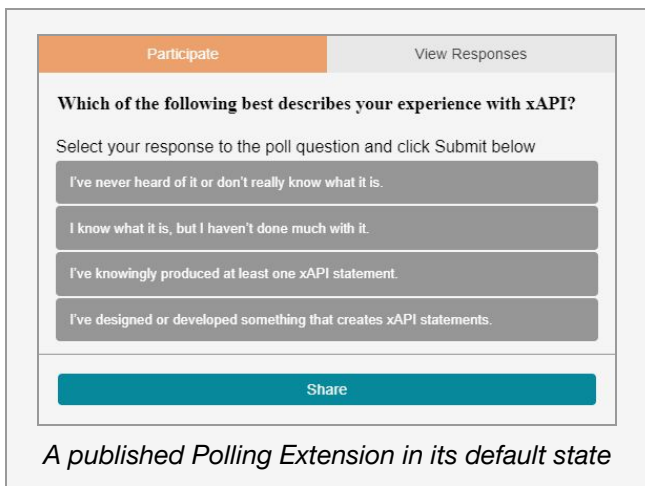 Participate
View Responses
Which of the following best describes your experience with xAPI?
Select your response to the poll question and click Submit below
I've never heard of it or don't really know what it is.
I know what it is, but I haven't done much with it.
I've knowingly produced at least one xAPI statement.
I've designed or developed something that creates xAPI statements.
Share
A published Polling Extension in its default state